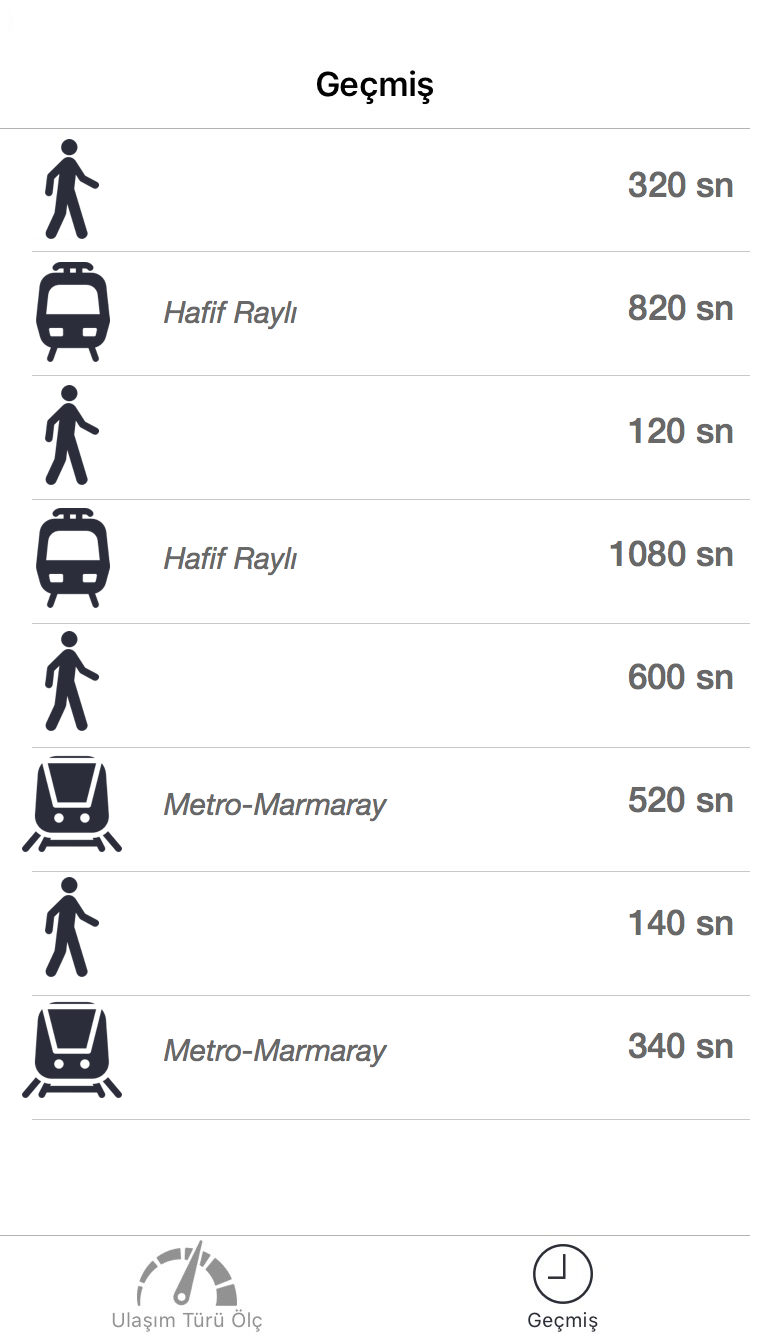 Geçmiş
320 sn
Hafif Raylı 820 sn
120 sn
Hafif Raylı 1080 sn
600 sn
Metro-Marmaray 520 sn
140 sn
Metro-Marmaray 340 sn
Ulaşım Türü Ölç Geçmiş